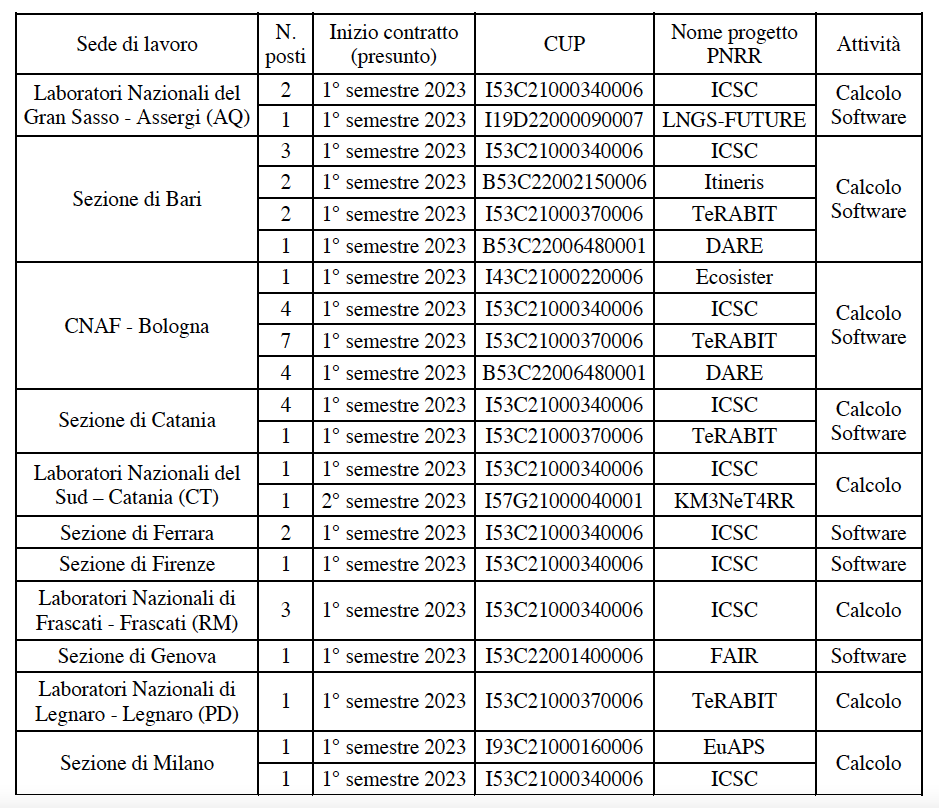 Sede di lavoro
N.
posti
Inizio contratto
(presunto)
CUP
Nome progetto
PNRR
Attività
Laboratori Nazionali del
Gran Sasso - Assergi (AQ)
2 1° semestre 2023 I53C21000340006 ICSC
1 1° semestre 2023 I19D22000090007 LNGS-FUTURE
Calcolo
Software
Sezione di Bari
3 1° semestre 2023 I53C21000340006 ICSC
2 1° semestre 2023 B53C22002150006 Itineris
2 1° semestre 2023 I53C21000370006 TeRABIT
1 1° semestre 2023 B53C22006480001 DARE
Calcolo
Software
CNAF - Bologna
1 1° semestre 2023 I43C21000220006 Ecosister
4 1° semestre 2023 I53C21000340006 ICSC
7 1° semestre 2023 I53C21000370006 TeRABIT
4 1° semestre 2023 B53C22006480001 DARE
Calcolo
Software
Sezione di Catania
4 1° semestre 2023 I53C21000340006 ICSC
1 1° semestre 2023 I53C21000370006 TeRABIT
Calcolo
Software
Laboratori Nazionali del
Sud – Catania (CT)
1 1° semestre 2023 I53C21000340006 ICSC
1 2° semestre 2023 I57G21000040001 KM3NeT4RR
Calcolo
Sezione di Ferrara 2 1° semestre 2023 I53C21000340006 ICSC Software
Sezione di Firenze 1 1° semestre 2023 I53C21000340006 ICSC Software
Laboratori Nazionali di
Frascati - Frascati (RM)
3 1° semestre 2023 I53C21000340006 ICSC Calcolo
Sezione di Genova 1 1° semestre 2023 I53C22001400006 FAIR Software
Laboratori Nazionali di
Legnaro - Legnaro (PD)
1 1° semestre 2023 I53C21000370006 TeRABIT Calcolo
Sezione di Milano
1 1° semestre 2023 I93C21000160006 EuAPS
1 1° semestre 2023 I53C21000340006 ICSC
Calcolo